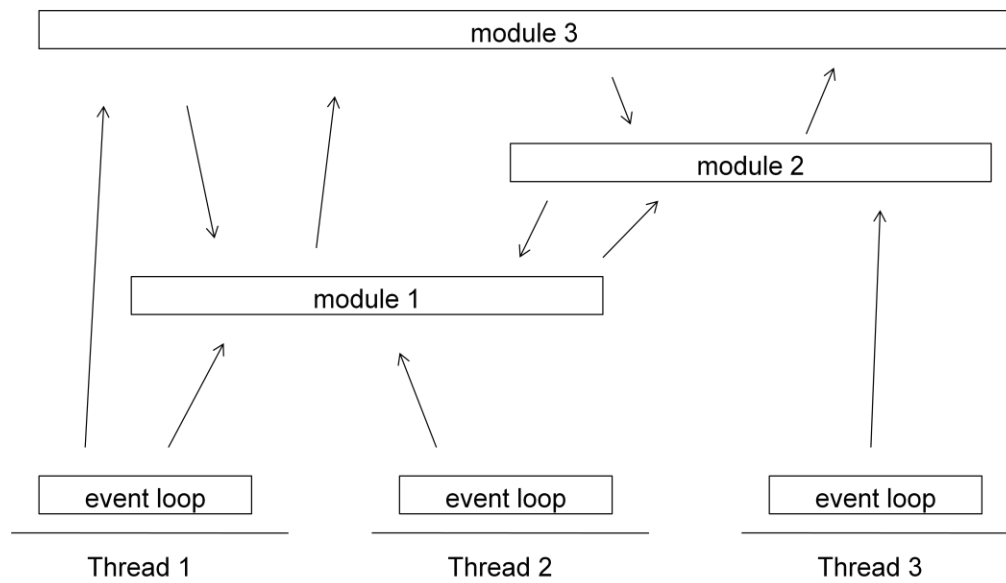 module 3
module 2
module 1
event loop
event loop
event loop
Thread 1
Thread 2
Thread 3